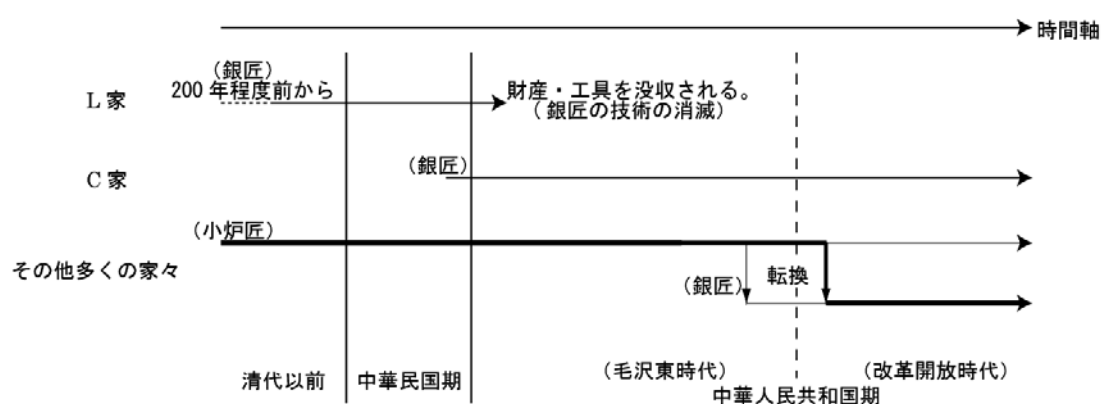 時間軸
（銀匠）
200年程度前から
L家
財産・工具を没収される。
（銀匠の技術の消滅）
（銀匠）
C家
（小炉匠）
その他多くの家々
（銀匠）
転換
清代以前
中華民国期
（毛沢東時代）
（改革開放時代）
中華人民共和国期